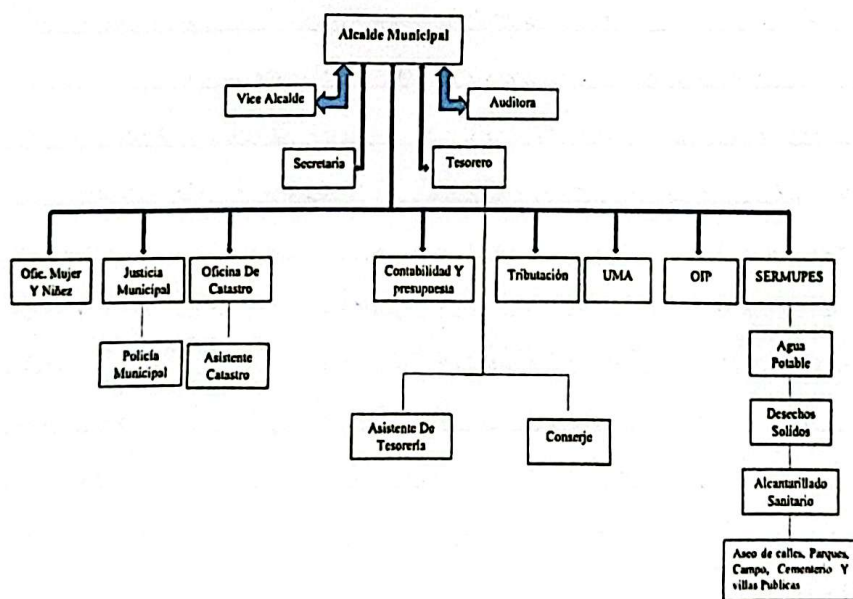 Alcalde Municipal
Vice Alcalde
Auditora
Secretaria
Tesorero
Ofic. Mujer
Y Niñez
Justicia
Municipal
Oficina De
Catastro
Contabilidad Y
presupuesta
Tributación
UMA
OIP
SERMUPES
Policía
Municipal
Asistente
Catastro
Agua
Potable
Asistente De
Tesorería
Conserje
Desechos
Solidos
Alcantarillado
Sanitario
Aseo de calles, Parques,
Campo, Cementerio Y
villas Publicas